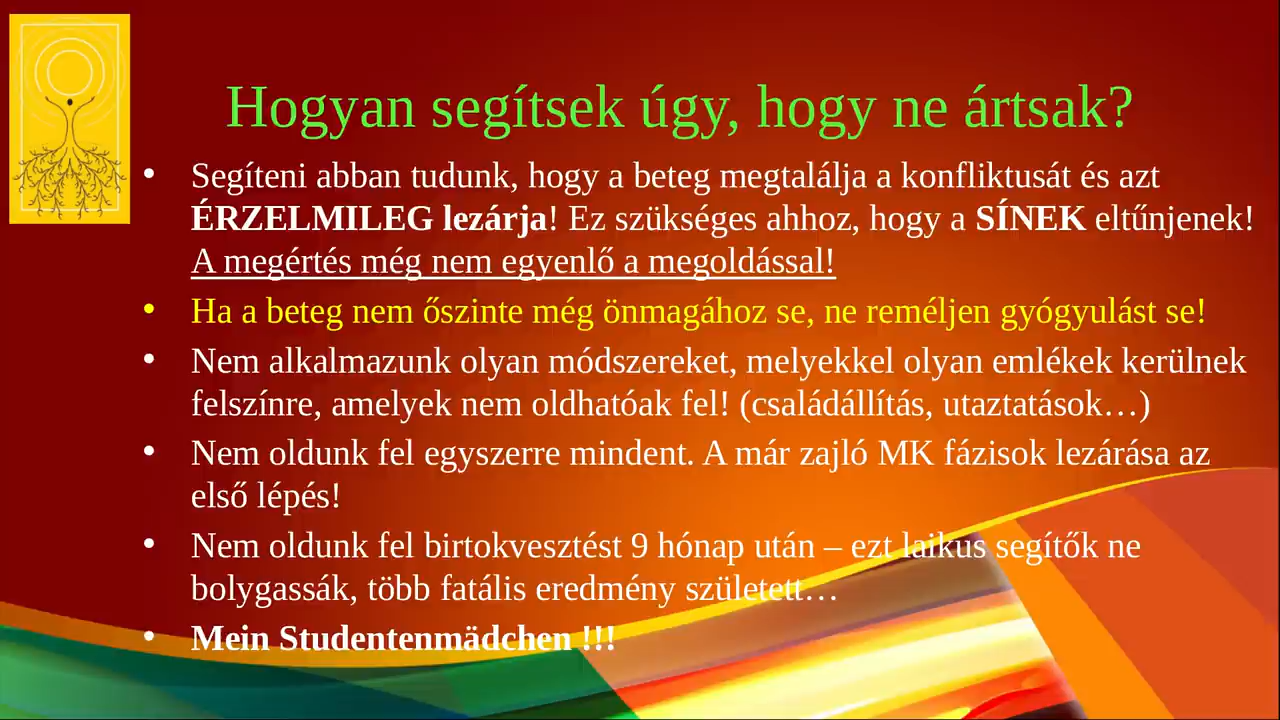 Hogyan segítsek úgy, hogy ne ártsak?
• Segíteni abban tudunk, hogy a beteg megtalálja a konfliktusát és azt
ÉRZELMILEG lezárja! Ez szükséges ahhoz, hogy a SÍNEK eltűnjenek!
A megértés még nem egyenlő a megoldással!
• Ha a beteg nem őszinte még önmagához se, ne reméljen gyógyulást se!
• Nem alkalmazunk olyan módszereket, melyekkel olyan emlékek kerülnek
felszínre, amelyek nem oldhatóak fel! (családállítás, utaztatások…)
• Nem oldunk fel egyszerre mindent. A már zajló MK fázisok lezárása az
első lépés!
• Nem oldunk fel birtokvesztést 9 hónap után – ezt laikus segítők ne
bolygassák, több fatális eredmény született…
• Mein Studentenmädchen !!!